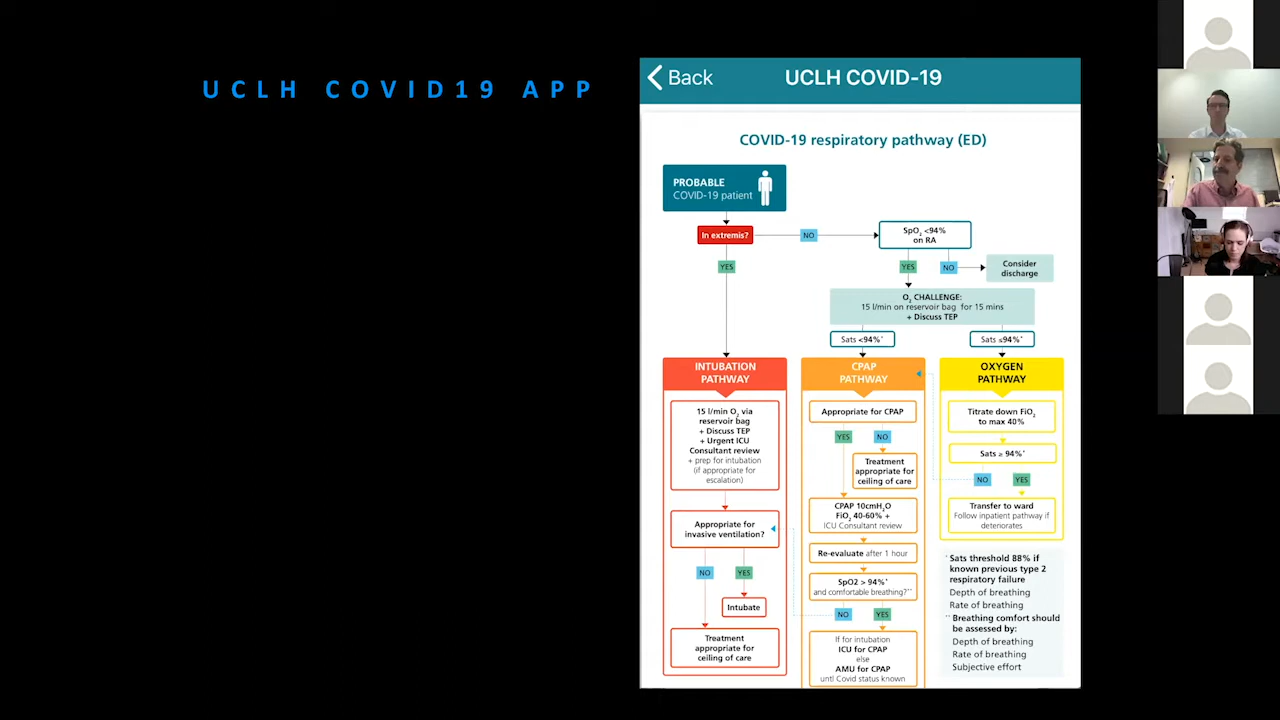 UCLH COVID19 APP
Back
UCLH COVID-19
COVID-19 respiratory pathway (ED)
PROBABLE
COVID-19 patient
In extremis?
NO
SpO₂ <94%
on RA
YES
YES
NO
Consider
discharge
O₂ CHALLENGE:
15 l/min on reservoir bag for 15 mins
+ Discuss TEP
Sats <94%*
Sats ≤94%*
INTUBATION
PATHWAY
15 l/min O₂ via
reservoir bag
+ Discuss TEP
+ Urgent ICU
Consultant review
+ prep for intubation
(if appropriate for
escalation)
Appropriate for
invasive ventilation?
NO
YES
Intubate
Treatment
appropriate for
ceiling of care
CPAP
PATHWAY
Appropriate for CPAP
YES
NO
Treatment
appropriate for
ceiling of care
CPAP 10cmH₂O
FiO₂ 40-60% +
ICU Consultant review
Re-evaluate after 1 hour
SpO2 > 94%*
and comfortable breathing?**
NO
YES
If for intubation
ICU for CPAP
else
AMU for CPAP
until Covid status known
OXYGEN
PATHWAY
Titrate down FiO₂
to max 40%
Sats ≥ 94%*
NO
YES
Transfer to ward
Follow inpatient pathway if
deteriorates
* Sats threshold 88% if
known previous type 2
respiratory failure
Depth of breathing
Rate of breathing
** Breathing comfort should
be assessed by:
Depth of breathing
Rate of breathing
Subjective effort